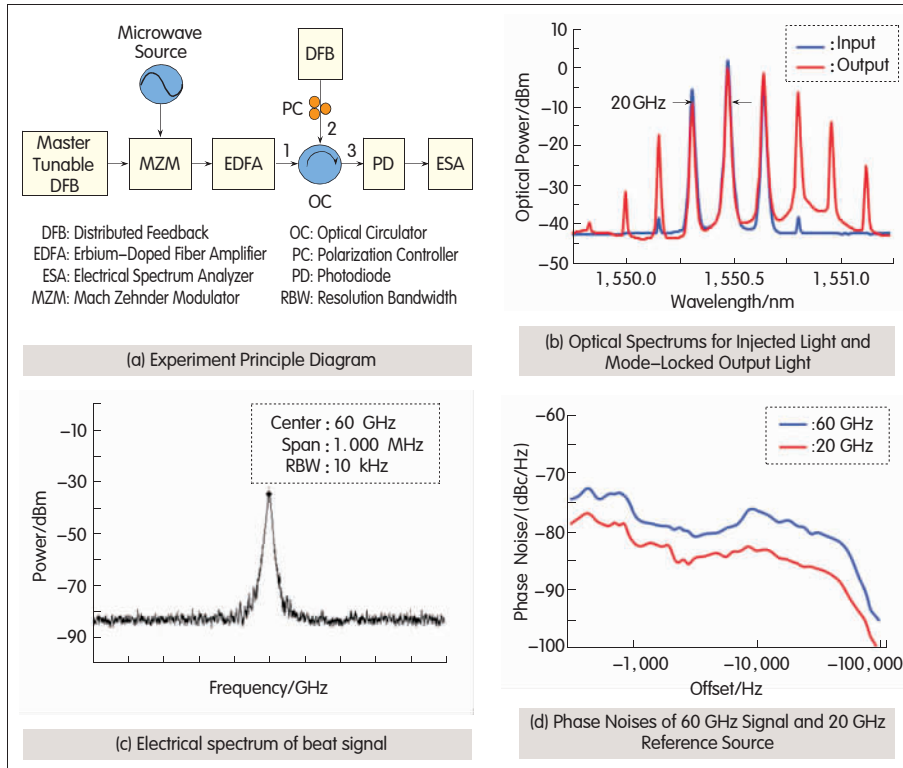 Microwave
Source
DFB
PC
2
Master
Tunable
DFB
MZM
EDFA
1
3
PD
ESA
OC
DFB: Distributed Feedback
EDFA: Erbium–Doped Fiber Amplifier
ESA: Electrical Spectrum Analyzer
MZM: Mach Zehnder Modulator
OC: Optical Circulator
PC: Polarization Controller
PD: Photodiode
RBW: Resolution Bandwidth
(a) Experiment Principle Diagram
Optical Power/dBm
10
0
−10
−20
−30
−40
−50
:Input
:Output
20 GHz
1,550.0
1,550.5
1,551.0
Wavelength/nm
(b) Optical Spectrums for Injected Light and
Mode–Locked Output Light
Power/dBm
−10
−30
−50
−70
−90
Center : 60 GHz
Span : 1.000 MHz
RBW : 10 kHz
Frequency/GHz
(c) Electrical spectrum of beat signal
Phase Noise/(dBc/Hz)
−60
−70
−80
−90
−100
:60 GHz
:20 GHz
−1,000
−10,000
−100,000
Offset/Hz
(d) Phase Noises of 60 GHz Signal and 20 GHz
Reference Source